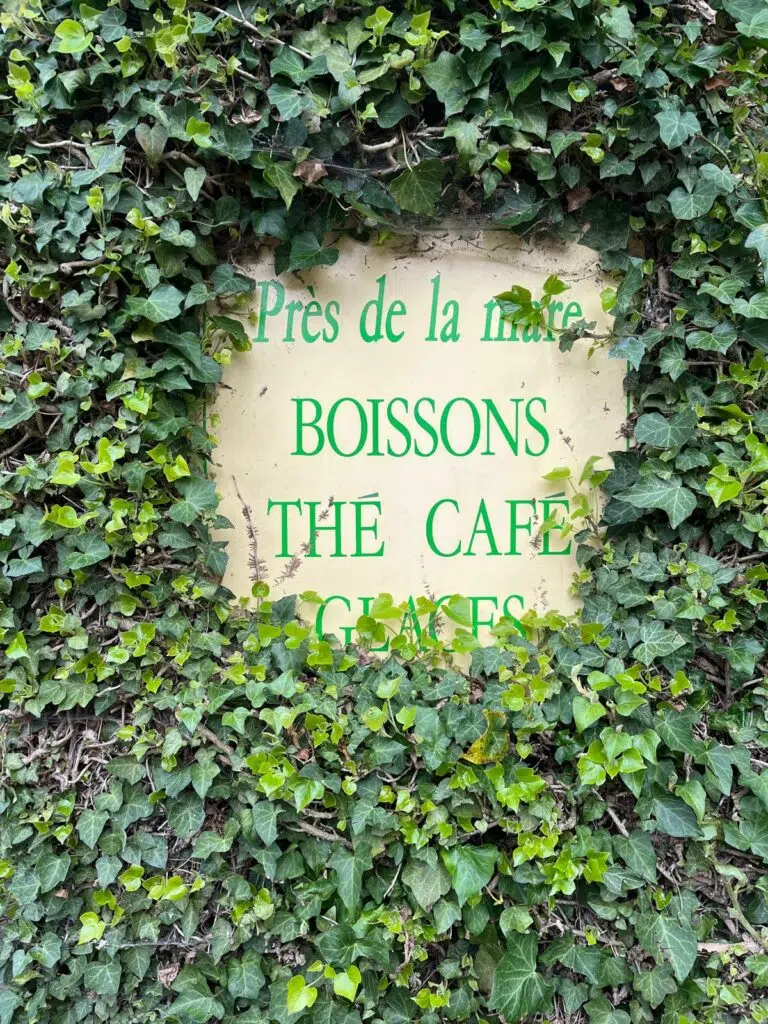 Près de la mare
BOISSONS
THÉ CAFÉ
GLACES